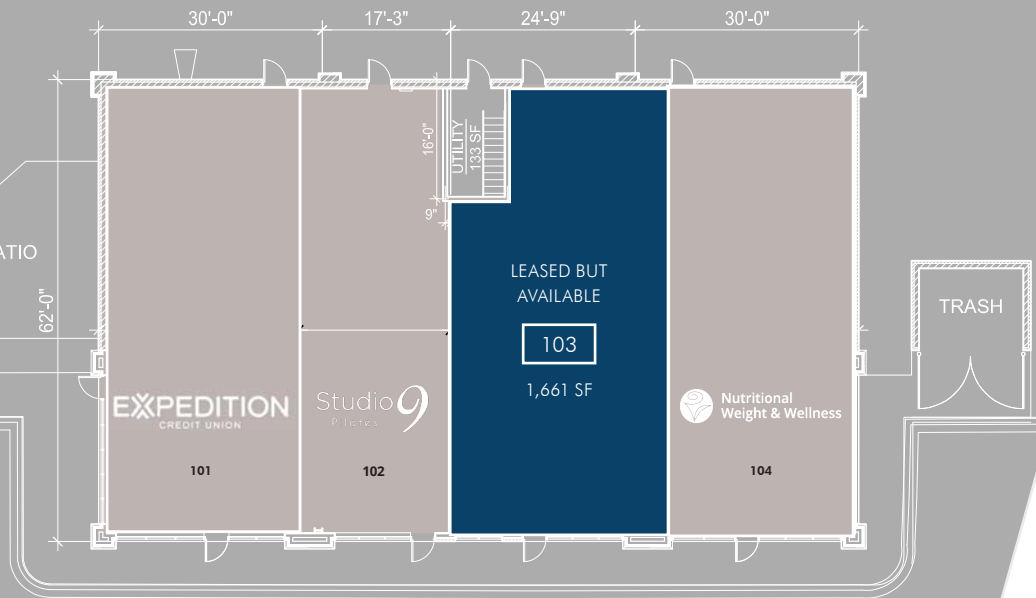 30'-0"
17'-3"
24'-9"
30'-0"
16'-0"
UTILITY
133 SF
9"
ATIO
62'-0"
LEASED BUT
AVAILABLE
103
1,661 SF
TRASH
EXPEDITION
CREDIT UNION
101
Studio 9
Pilates
102
Nutritional
Weight & Wellness
104